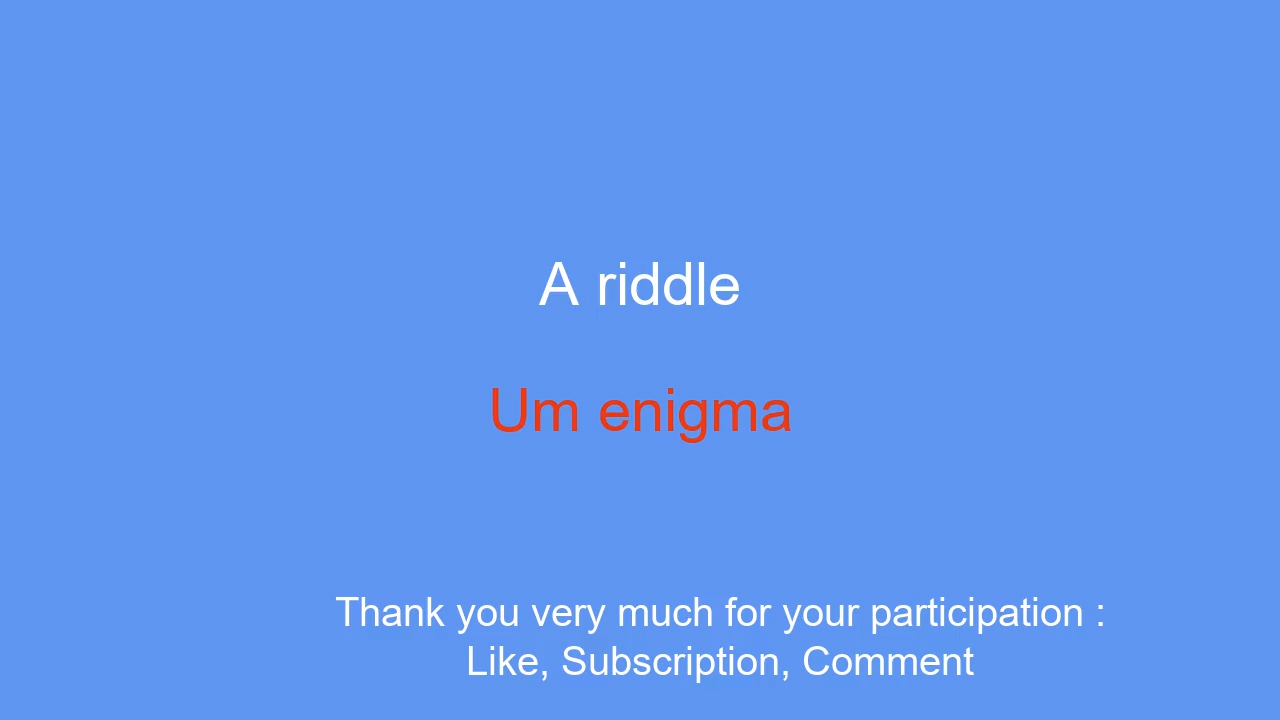 A riddle
Um enigma
Thank you very much for your participation :
Like, Subscription, Comment